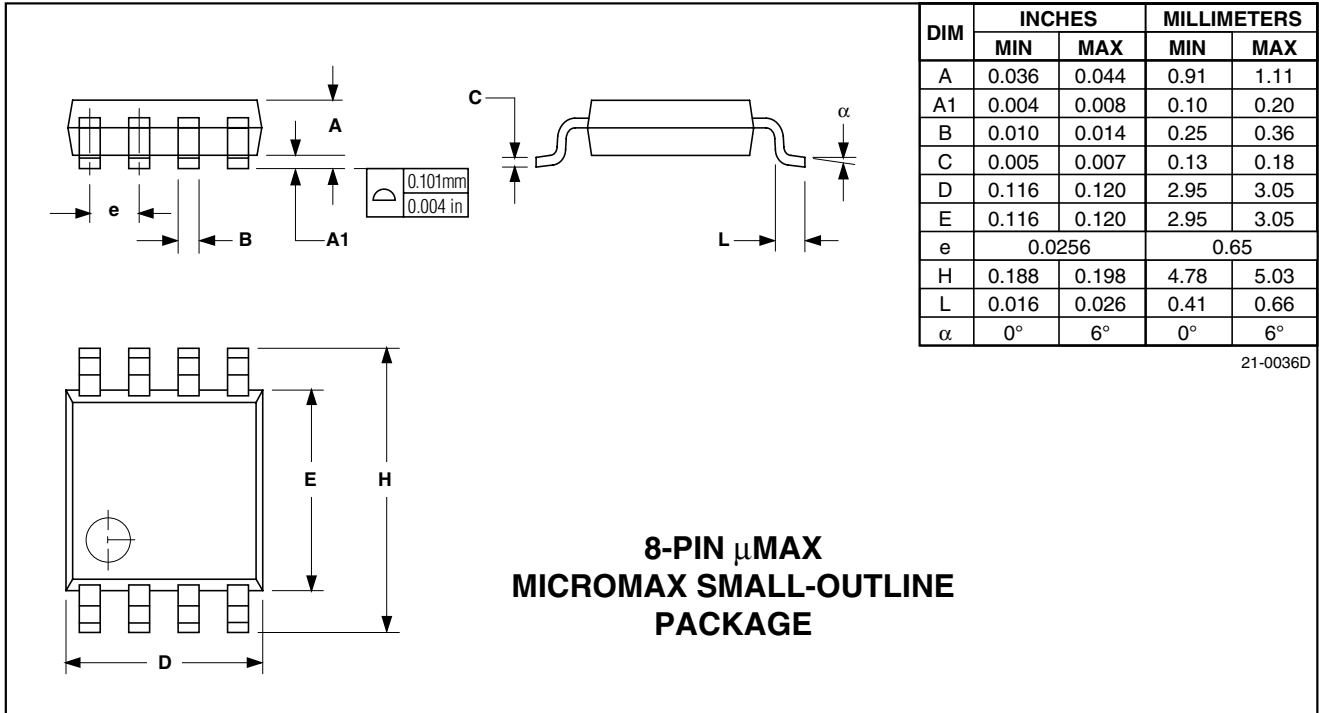 DIM INCHES MILLIMETERS
MIN MAX MIN MAX
A 0.036 0.044 0.91 1.11
A1 0.004 0.008 0.10 0.20
B 0.010 0.014 0.25 0.36
C 0.005 0.007 0.13 0.18
D 0.116 0.120 2.95 3.05
E 0.116 0.120 2.95 3.05
e 0.0256 0.65
H 0.188 0.198 4.78 5.03
L 0.016 0.026 0.41 0.66
α 0° 6° 0° 6°
21-0036D
A
C
α
0.101mm
0.004 in
e
B
A1
L
E
H
D
8-PIN μMAX
MICROMAX SMALL-OUTLINE
PACKAGE